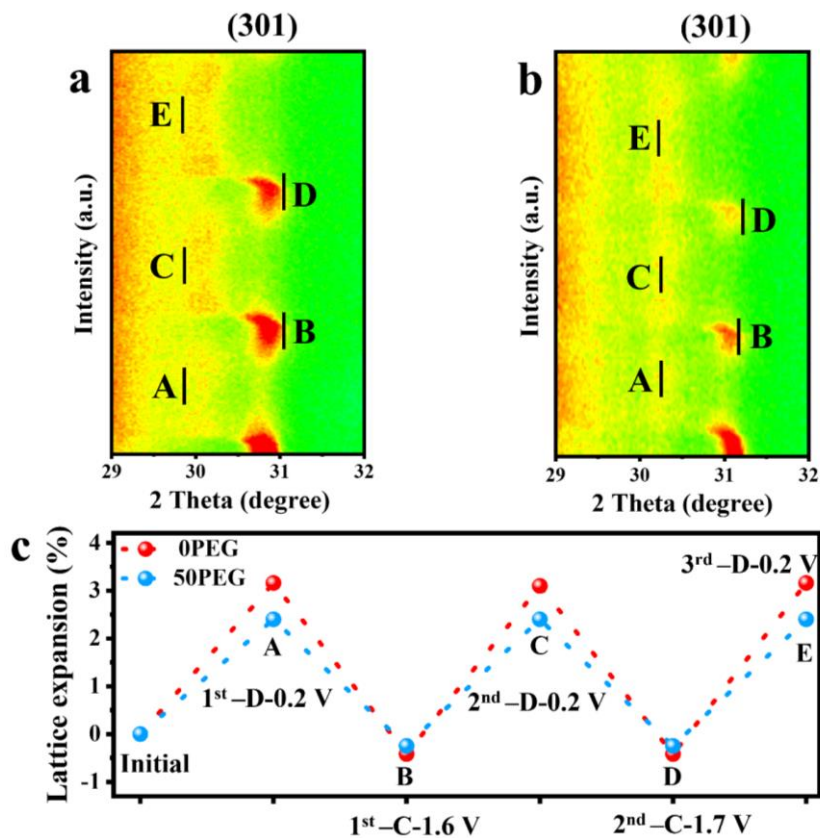 (301)
a
E
D
C
B
A
Intensity (a.u.)
29 30 31 32
2 Theta (degree)
(301)
b
E
D
C
B
A
Intensity (a.u.)
29 30 31 32
2 Theta (degree)
c
Lattice expansion (%)
4
3
2
1
0
-1
0PEG
50PEG
3rd –D-0.2 V
A
C
E
1st –D-0.2 V
2nd –D-0.2 V
Initial
B
D
1st –C-1.6 V
2nd –C-1.7 V